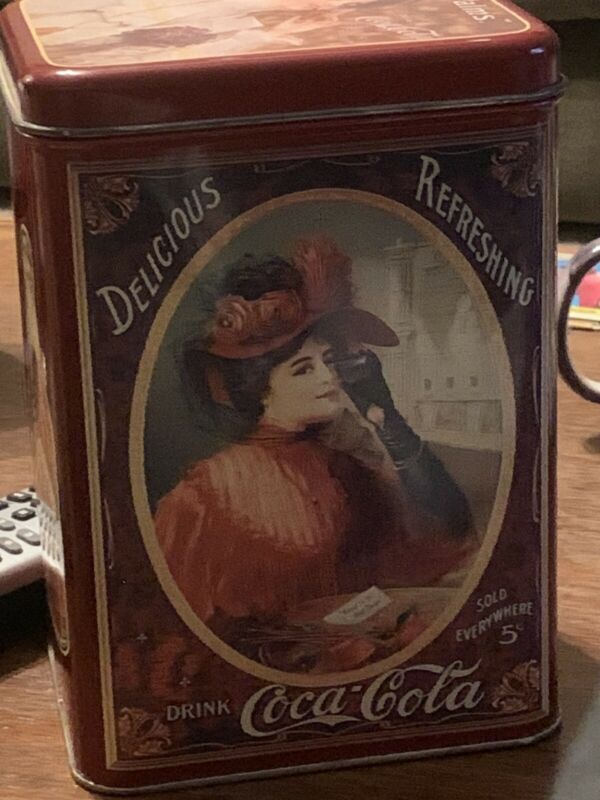 DELICIOUS
REFRESHING
SOLD
EVERYWHERE
5¢
DRINK Coca-Cola